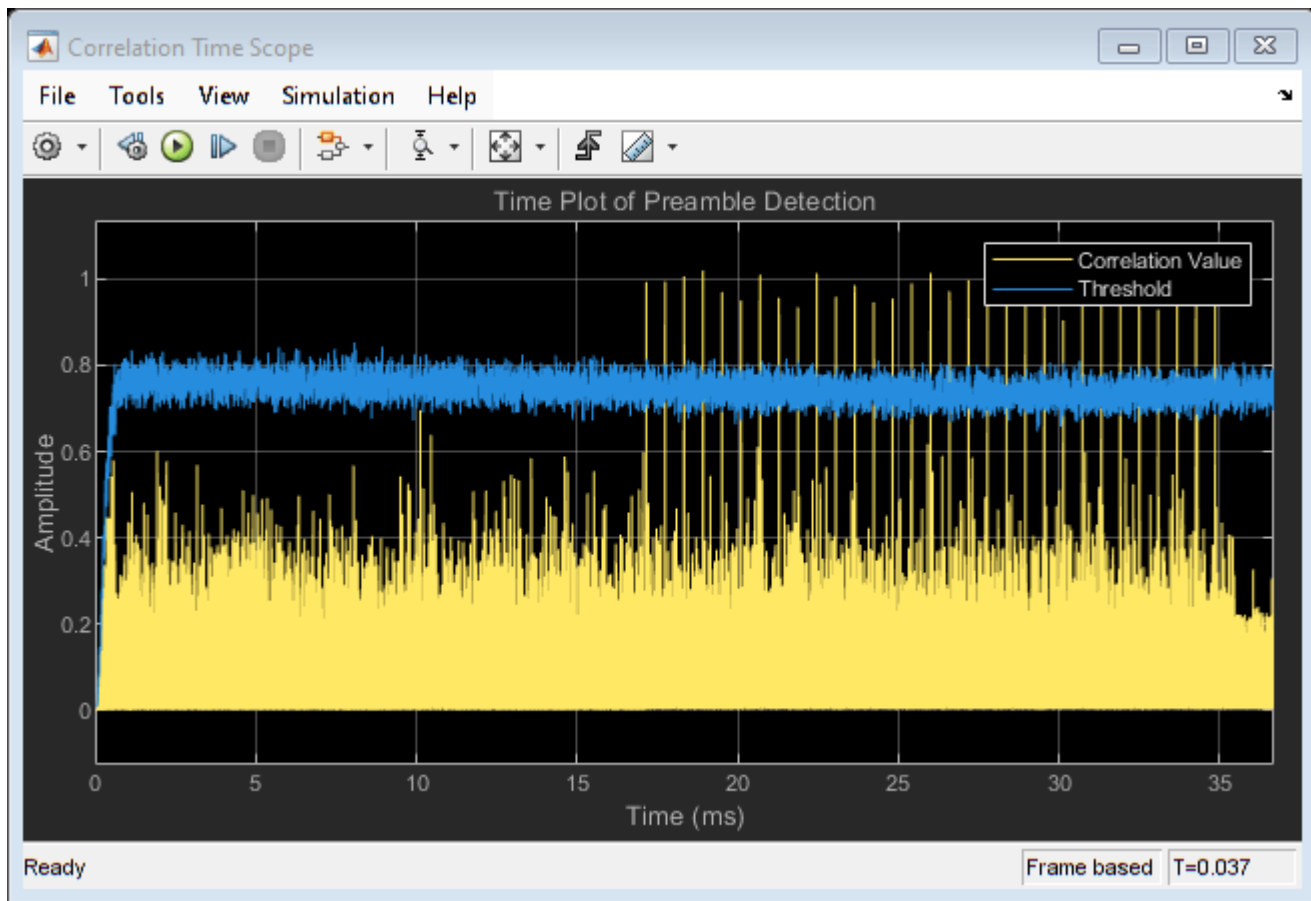 Correlation Time Scope
File Tools View Simulation Help
Time Plot of Preamble Detection
Correlation Value
Threshold
Amplitude
1
0.8
0.6
0.4
0.2
0
0 5 10 15 20 25 30 35
Time (ms)
Ready Frame based T=0.037